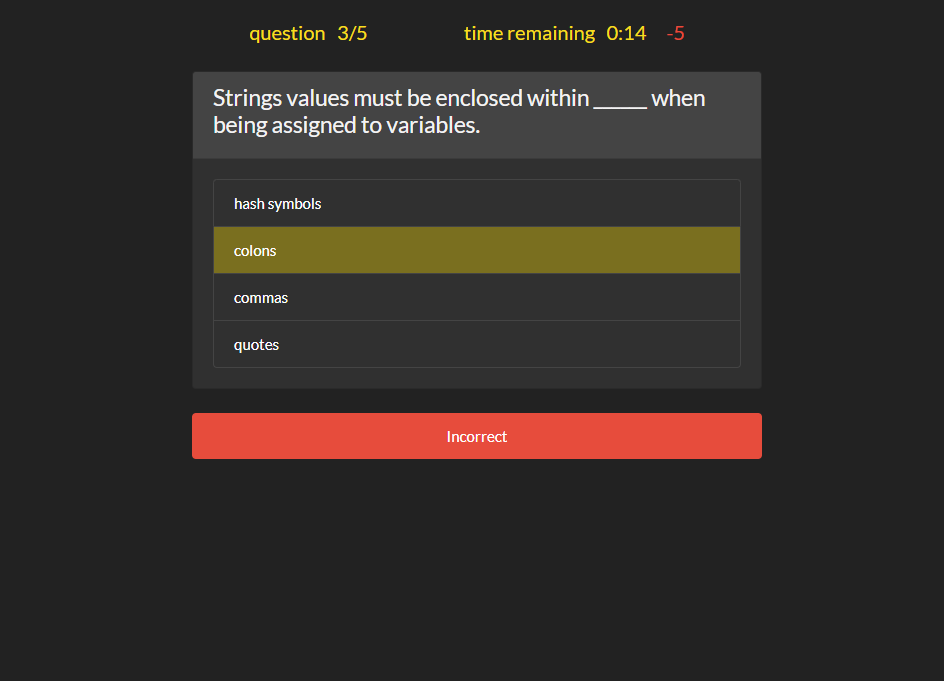 question 3/5 time remaining 0:14 -5
Strings values must be enclosed within ______ when
being assigned to variables.
hash symbols
colons
commas
quotes
Incorrect